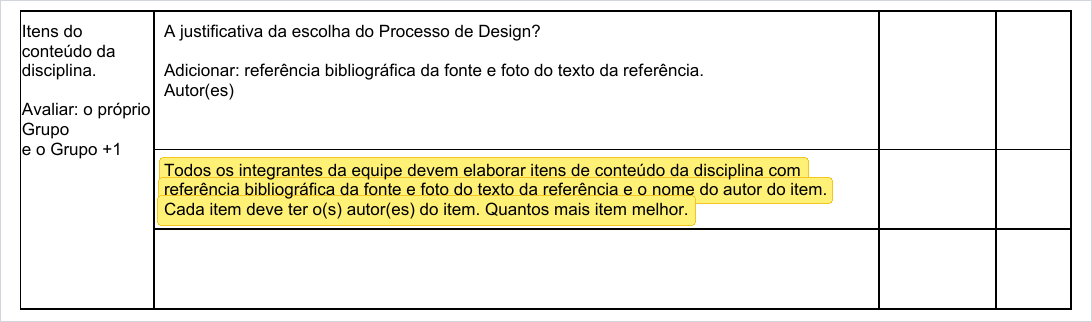 Itens do
conteúdo da
disciplina.
Avaliar: o próprio
Grupo
e o Grupo +1
A justificativa da escolha do Processo de Design?
Adicionar: referência bibliográfica da fonte e foto do texto da referência.
Autor(es)
Todos os integrantes da equipe devem elaborar itens de conteúdo da disciplina com
referência bibliográfica da fonte e foto do texto da referência e o nome do autor do item.
Cada item deve ter o(s) autor(es) do item. Quantos mais item melhor.